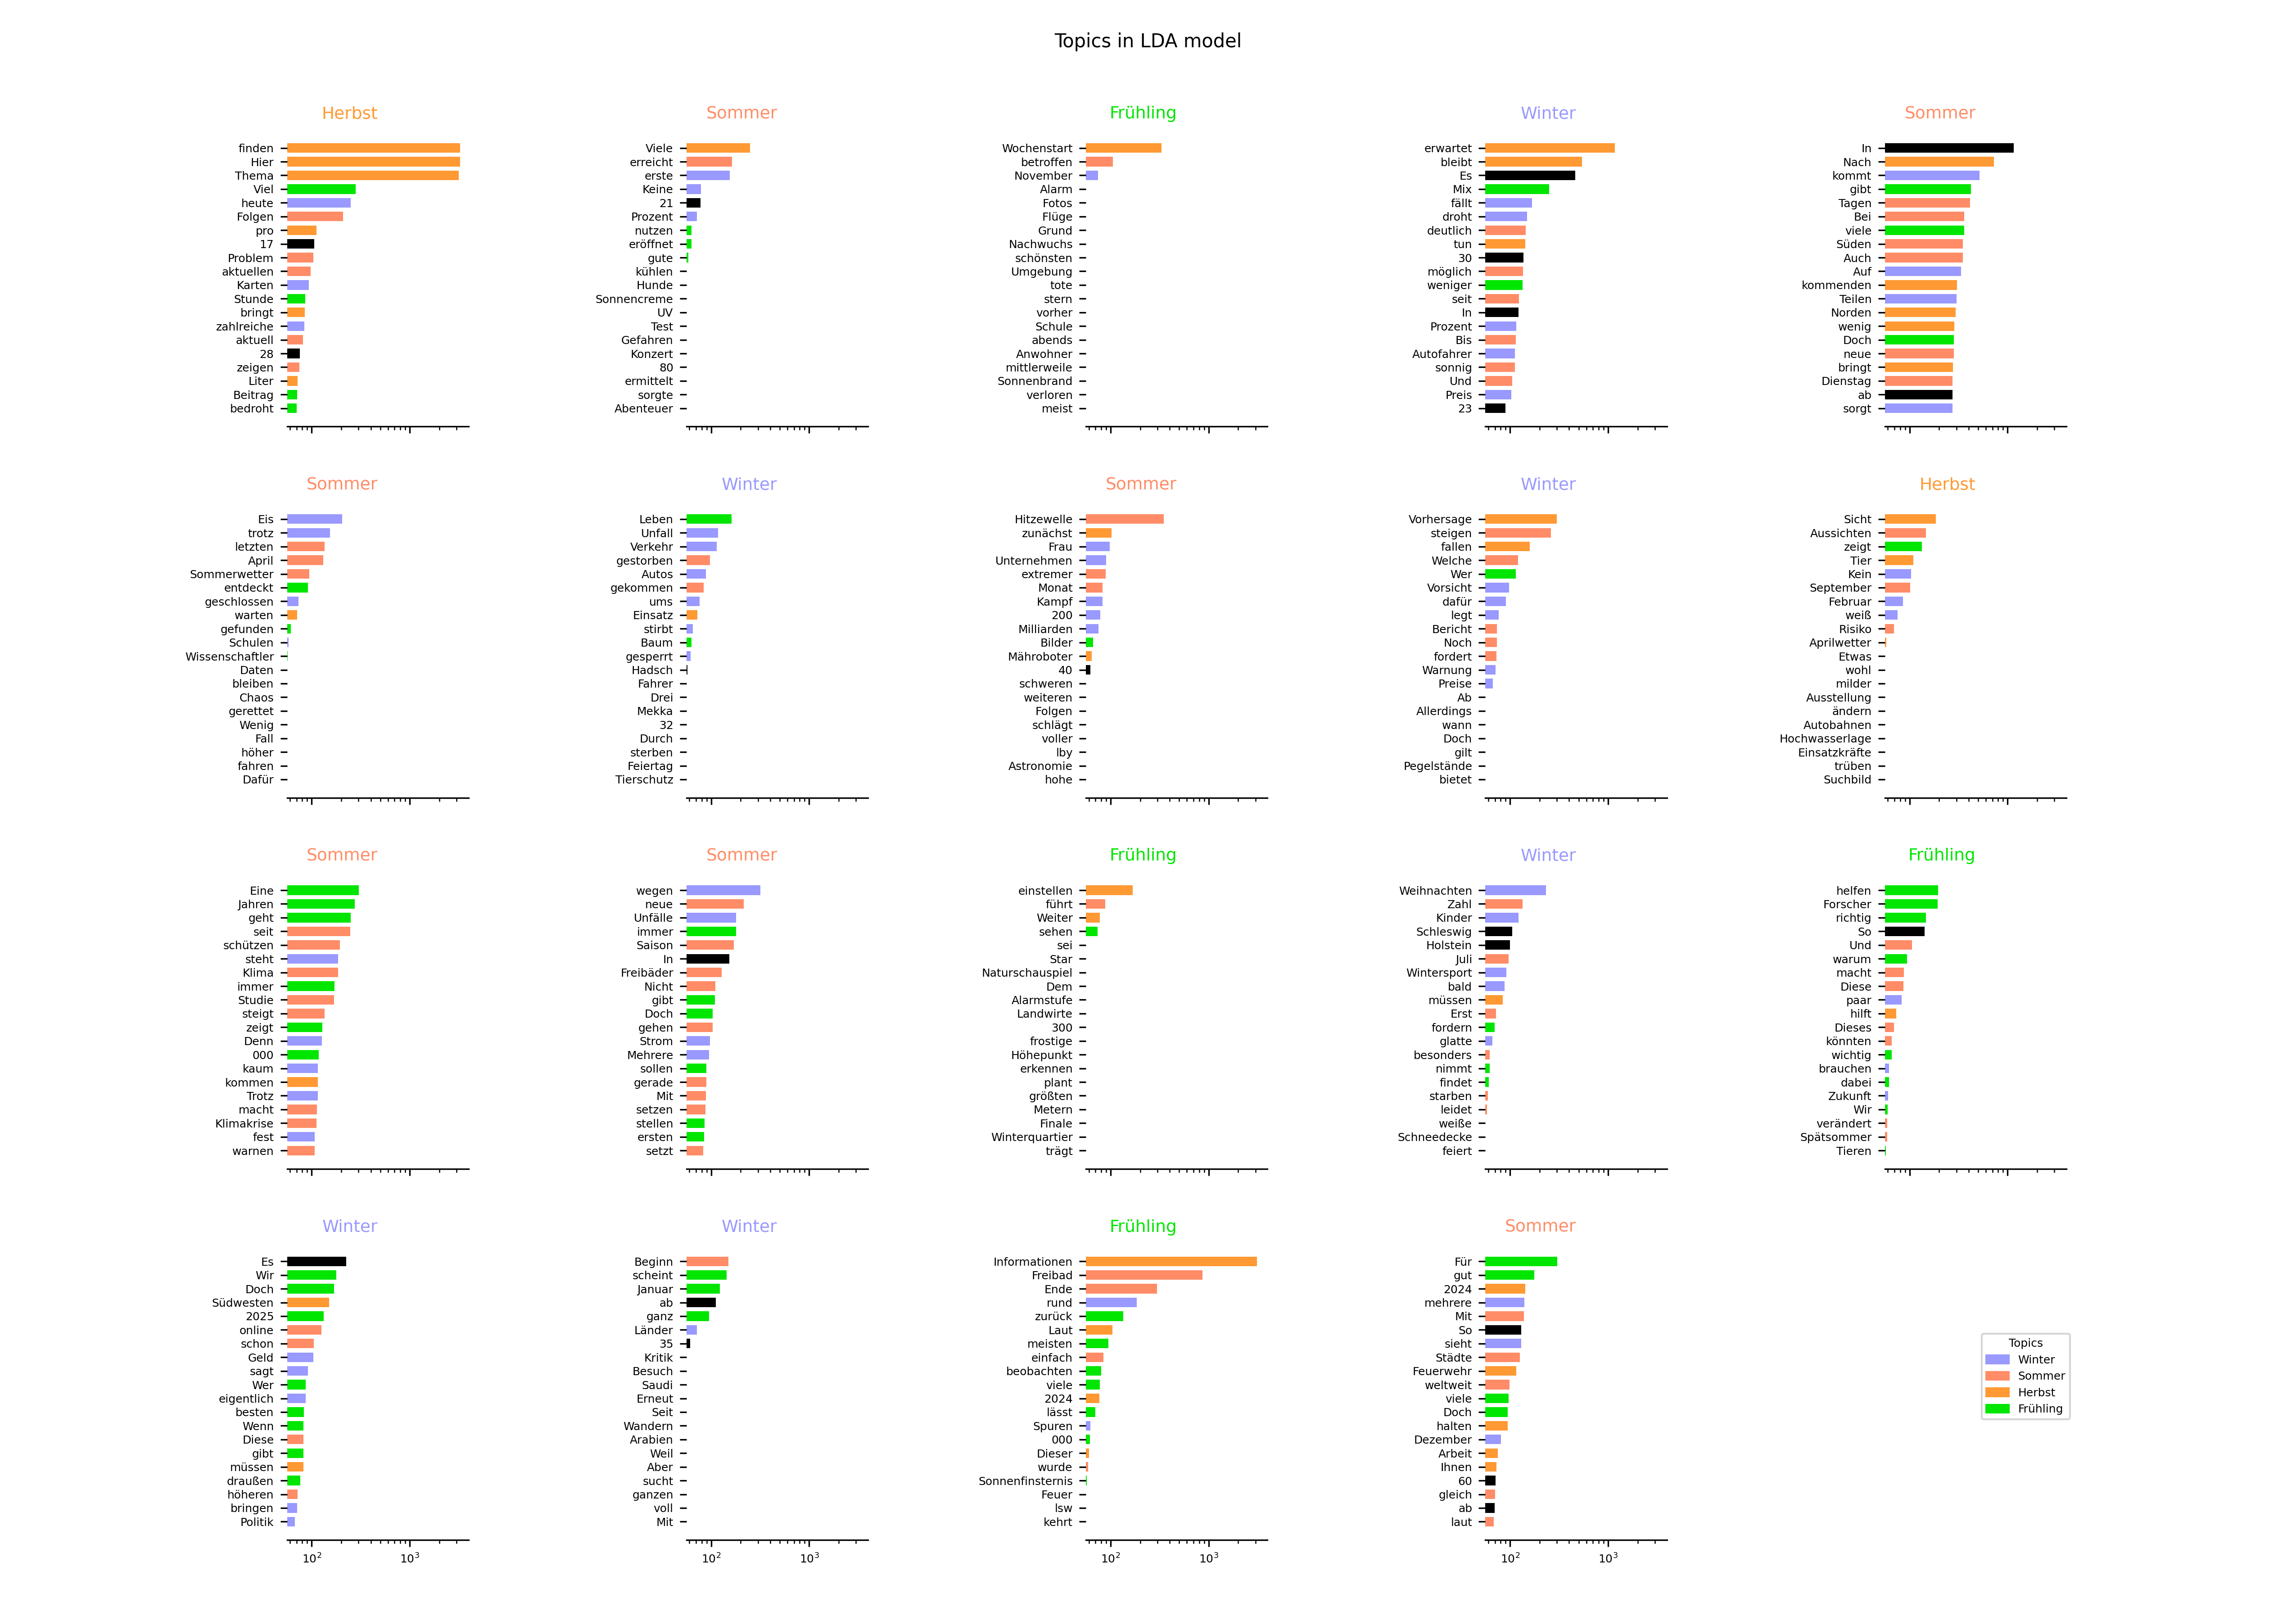 Topics in LDA model
Herbst
finden
Hier
Thema
Viel
heute
Folgen
pro
17
Problem
aktuellen
Karten
Stunde
bringt
zahlreiche
aktuell
28
zeigen
Liter
Beitrag
bedroht
Sommer
Viele
erreicht
erste
Keine
21
Prozent
nutzen
eröffnet
gute
kühlen
Hunde
Sonnencreme
UV
Test
Gefahren
Konzert
80
ermittelt
sorgte
Abenteuer
Frühling
Wochenstart
betroffen
November
Alarm
Fotos
Flüge
Grund
Nachwuchs
schönsten
Umgebung
tote
stern
vorher
Schule
abends
Anwohner
mittlerweile
Sonnenbrand
verloren
meist
Winter
erwartet
bleibt
Es
Mix
fällt
droht
deutlich
tun
30
möglich
weniger
seit
In
Prozent
Bis
Autofahrer
sonnig
Und
Preis
23
Sommer
In
Nach
kommt
gibt
Tagen
Bei
viele
Süden
Auch
Auf
kommenden
Teilen
Norden
wenig
Doch
neue
bringt
Dienstag
ab
sorgt
Sommer
Eis
trotz
letzten
April
Sommerwetter
entdeckt
geschlossen
warten
gefunden
Schulen
Wissenschaftler
Daten
bleiben
Chaos
gerettet
Wenig
Fall
höher
fahren
Dafür
Winter
Leben
Unfall
Verkehr
gestorben
Autos
gekommen
ums
Einsatz
stirbt
Baum
gesperrt
Hadsch
Fahrer
Drei
Mekka
32
Durch
sterben
Feiertag
Tierschutz
Sommer
Hitzewelle
zunächst
Frau
Unternehmen
extremer
Monat
Kampf
200
Milliarden
Bilder
Mähroboter
40
schweren
weiteren
Folgen
schlägt
voller
lby
Astronomie
hohe
Winter
Vorhersage
steigen
fallen
Welche
Wer
Vorsicht
dafür
legt
Bericht
Noch
fordert
Warnung
Preise
Ab
Allerdings
wann
Doch
gilt
Pegelstände
bietet
Herbst
Sicht
Aussichten
zeigt
Tier
Kein
September
Februar
weiß
Risiko
Aprilwetter
Etwas
wohl
milder
Ausstellung
ändern
Autobahnen
Hochwasserlage
Einsatzkräfte
trüben
Suchbild
Sommer
Eine
Jahren
geht
seit
schützen
steht
Klima
immer
Studie
steigt
zeigt
Denn
000
kaum
kommen
Trotz
macht
Klimakrise
fest
warnen
Sommer
wegen
neue
Unfälle
immer
Saison
In
Freibäder
Nicht
gibt
Doch
gehen
Strom
Mehrere
sollen
gerade
Mit
setzen
stellen
ersten
setzt
Frühling
einstellen
führt
Weiter
sehen
sei
Star
Naturschauspiel
Dem
Alarmstufe
Landwirte
300
frostige
Höhepunkt
erkennen
plant
größten
Metern
Finale
Winterquartier
trägt
Winter
Weihnachten
Zahl
Kinder
Schleswig
Holstein
Juli
Wintersport
bald
müssen
Erst
fordern
glatte
besonders
nimmt
findet
starben
leidet
weiße
Schneedecke
feiert
Frühling
helfen
Forscher
richtig
So
Und
warum
macht
Diese
paar
hilft
Dieses
könnten
wichtig
brauchen
dabei
Zukunft
Wir
verändert
Spätsommer
Tieren
Winter
Es
Wir
Doch
Südwesten
2025
online
schon
Geld
sagt
Wer
eigentlich
besten
Wenn
Diese
gibt
müssen
draußen
höheren
bringen
Politik
10²
10³
Winter
Beginn
scheint
Januar
ab
ganz
Länder
35
Kritik
Besuch
Saudi
Erneut
Seit
Wandern
Arabien
Weil
Aber
sucht
ganzen
voll
Mit
10²
10³
Frühling
Informationen
Freibad
Ende
rund
zurück
Laut
meisten
einfach
beobachten
viele
2024
lässt
Spuren
000
Dieser
wurde
Sonnenfinsternis
Feuer
lsw
kehrt
10²
10³
Sommer
Für
gut
2024
mehrere
Mit
So
sieht
Städte
Feuerwehr
weltweit
viele
Doch
halten
Dezember
Arbeit
Ihnen
60
gleich
ab
laut
10²
10³
Topics
Winter
Sommer
Herbst
Frühling